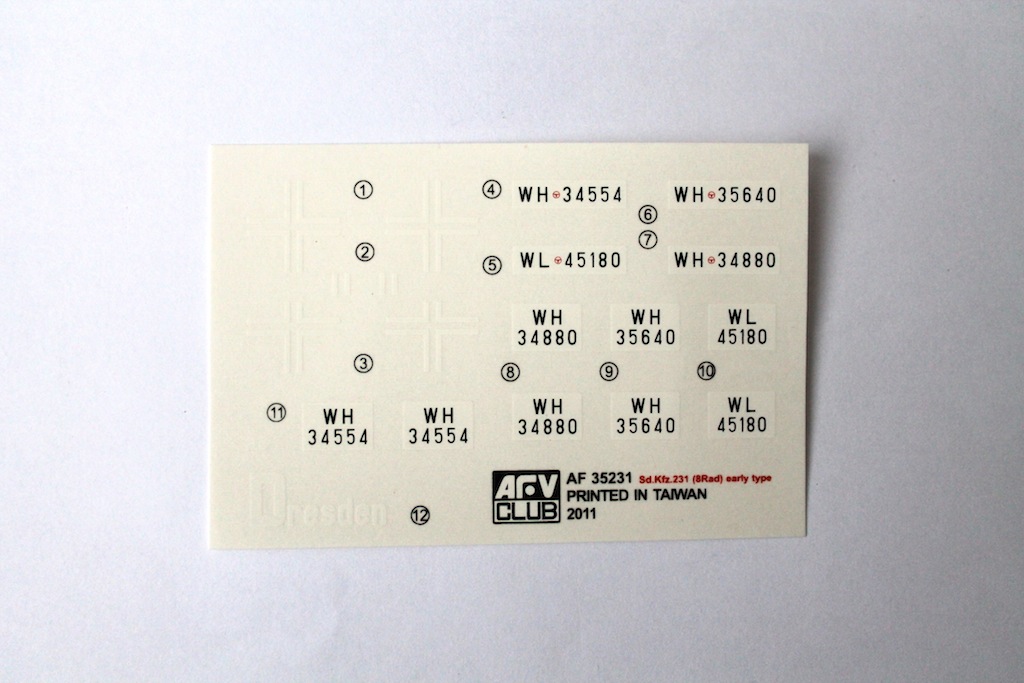 ① ④ WH 34554 WH 35640
⑥
② ⑦
⑤ WL 45180 WH 34880
WH WH WL
34880 35640 45180
③ ⑧ ⑨ ⑩
⑪ WH WH WH WH WL
34554 34554 34880 35640 45180
AFV CLUB
AF 35231 Sd.Kfz.231 (8Rad) early type
PRINTED IN TAIWAN
2011
Dresden ⑫